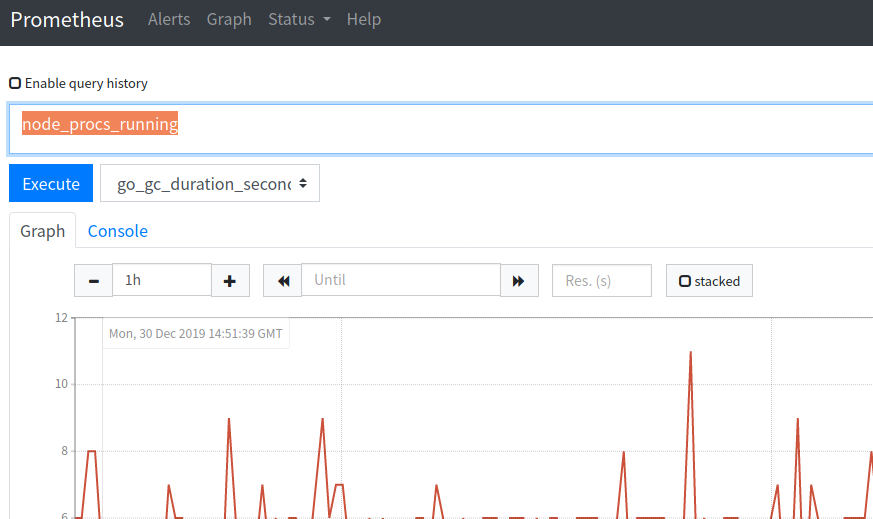 Prometheus Alerts Graph Status Help
Enable query history
node_procs_running
Execute go_gc_duration_secon
Graph Console
1h Until Res. (s) stacked
12
Mon, 30 Dec 2019 14:51:39 GMT
10
8
6